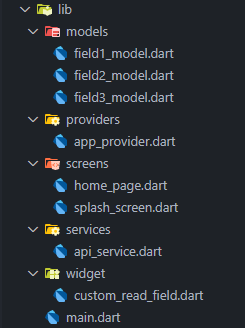 lib
models
field1_model.dart
field2_model.dart
field3_model.dart
providers
app_provider.dart
screens
home_page.dart
splash_screen.dart
services
api_service.dart
widget
custom_read_field.dart
main.dart